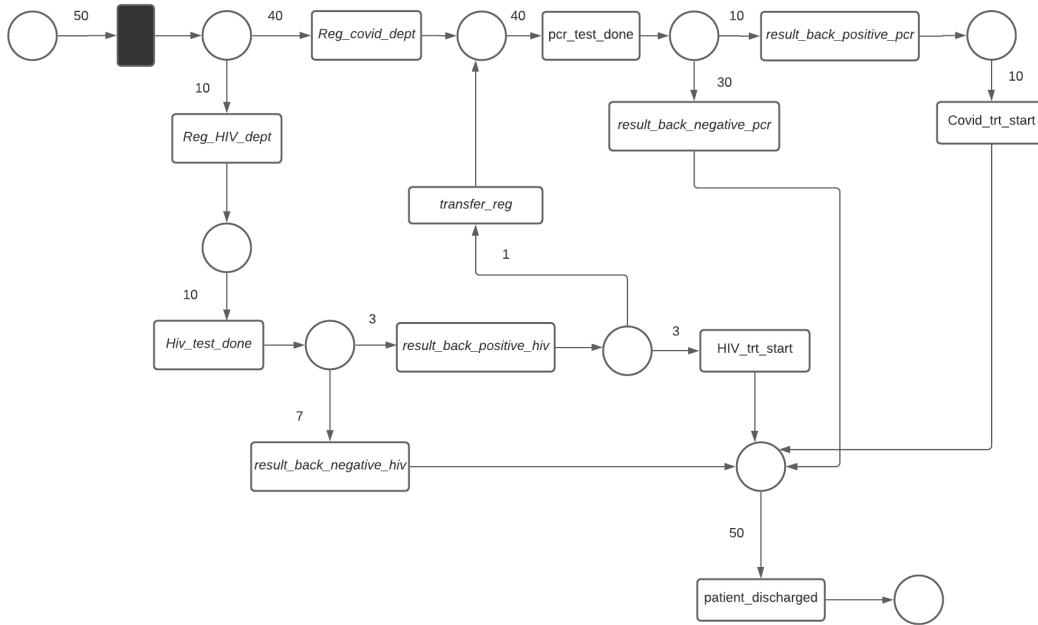 50
40
Reg_covid_dept
40
pcr_test_done
10
result_back_positive_pcr
10
10
30
Reg_HIV_dept
result_back_negative_pcr
Covid_trt_start
transfer_reg
1
10
3
3
Hiv_test_done
result_back_positive_hiv
HIV_trt_start
7
result_back_negative_hiv
50
patient_discharged